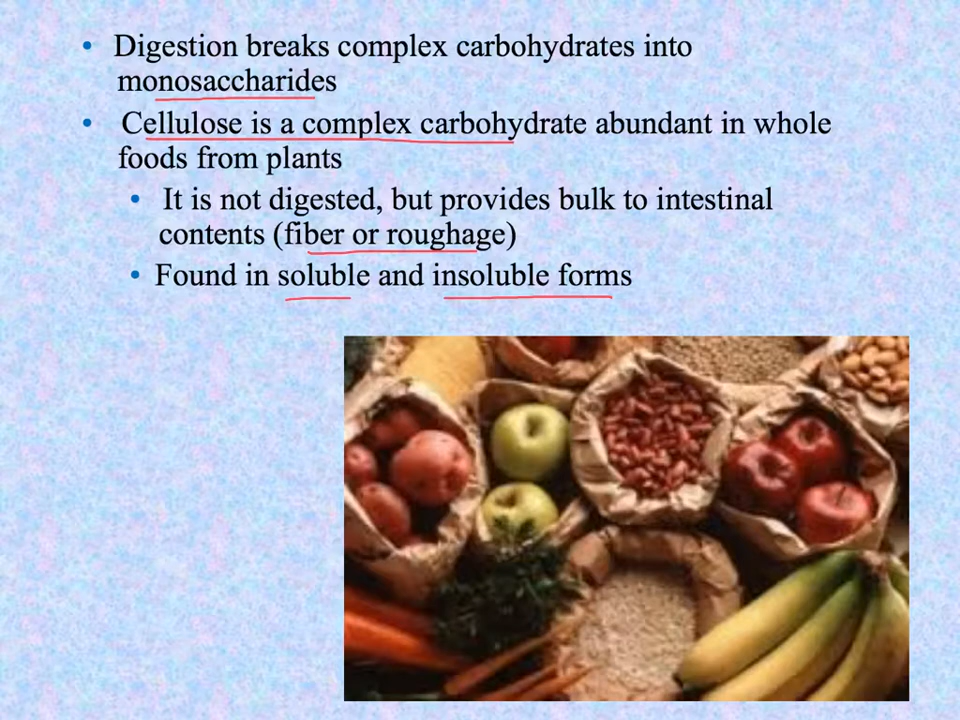 • Digestion breaks complex carbohydrates into
monosaccharides
• Cellulose is a complex carbohydrate abundant in whole
foods from plants
• It is not digested, but provides bulk to intestinal
contents (fiber or roughage)
• Found in soluble and insoluble forms